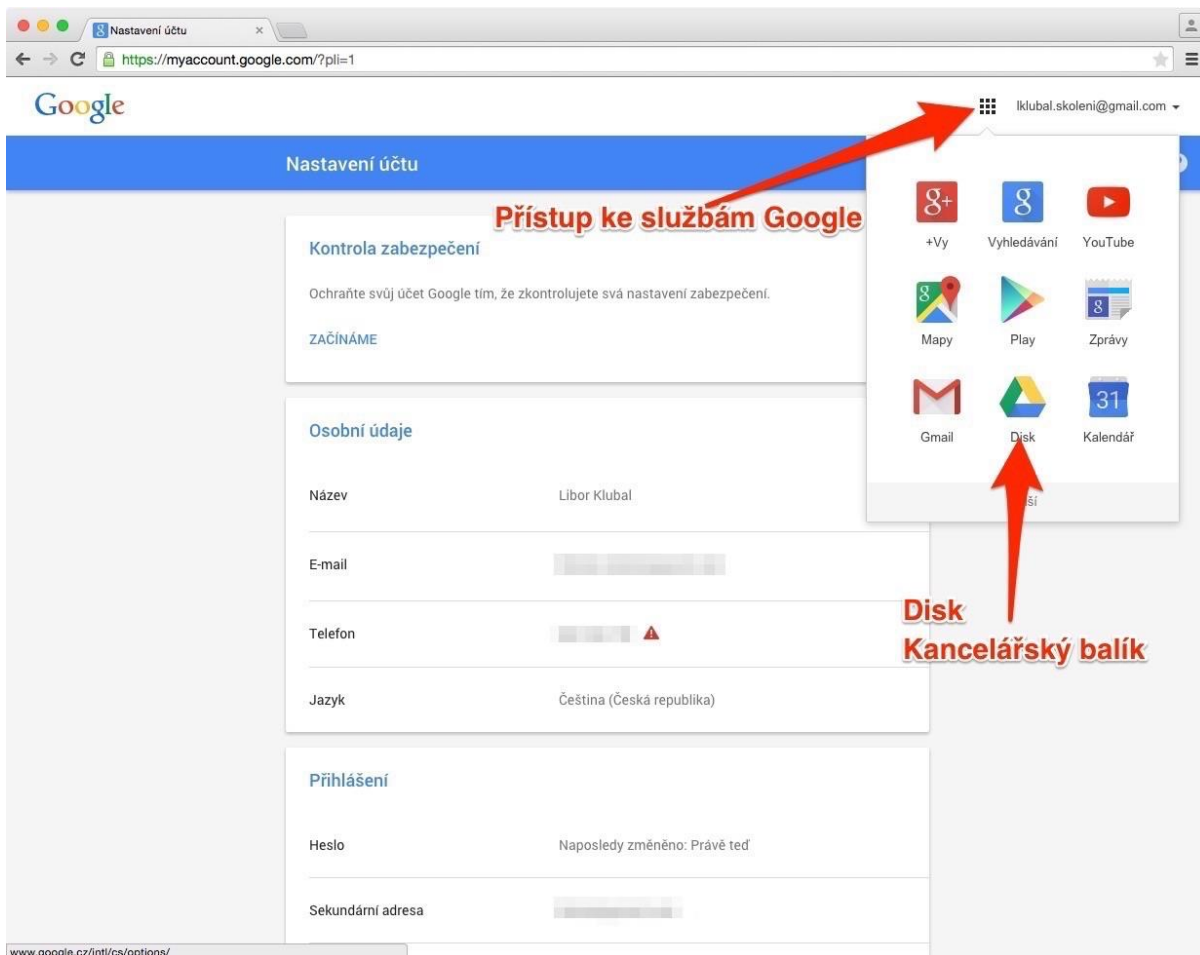 Nastavení účtu
https://myaccount.google.com/?pli=1
Google
lklubal.skoleni@gmail.com
Nastavení účtu
Přístup ke službám Google
+Vy
Vyhledávání
YouTube
Mapy
Play
Zprávy
Gmail
Disk
Kalendář
31
Kontrola zabezpečení
Ochraňte svůj účet Google tím, že zkontrolujete svá nastavení zabezpečení.
ZAČÍNÁME
Osobní údaje
Název Libor Klubal
E-mail
Telefon
Jazyk Čeština (Česká republika)
Disk
Kancelářský balík
Přihlášení
Heslo Naposledy změněno: Právě teď
Sekundární adresa
www.google.cz/intl/cs/options/